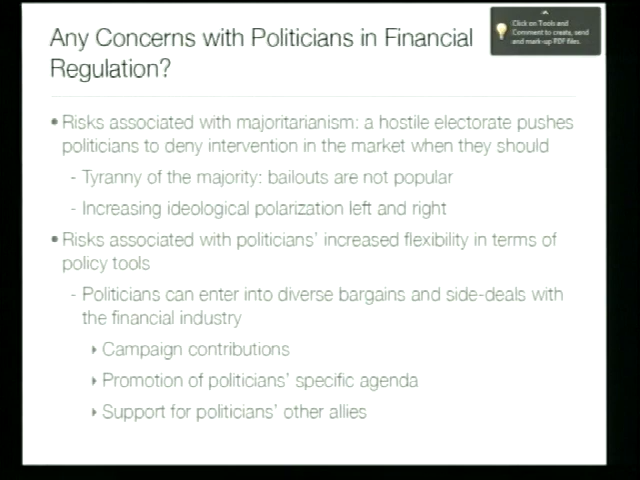 Any Concerns with Politicians in Financial
Regulation?
Click on Tools and
Comment to create, send
and mark-up PDF files.
• Risks associated with majoritarianism: a hostile electorate pushes
politicians to deny intervention in the market when they should
- Tyranny of the majority: bailouts are not popular
- Increasing ideological polarization left and right
• Risks associated with politicians' increased flexibility in terms of
policy tools
- Politicians can enter into diverse bargains and side-deals with
the financial industry
‣ Campaign contributions
‣ Promotion of politicians' specific agenda
‣ Support for politicians' other allies